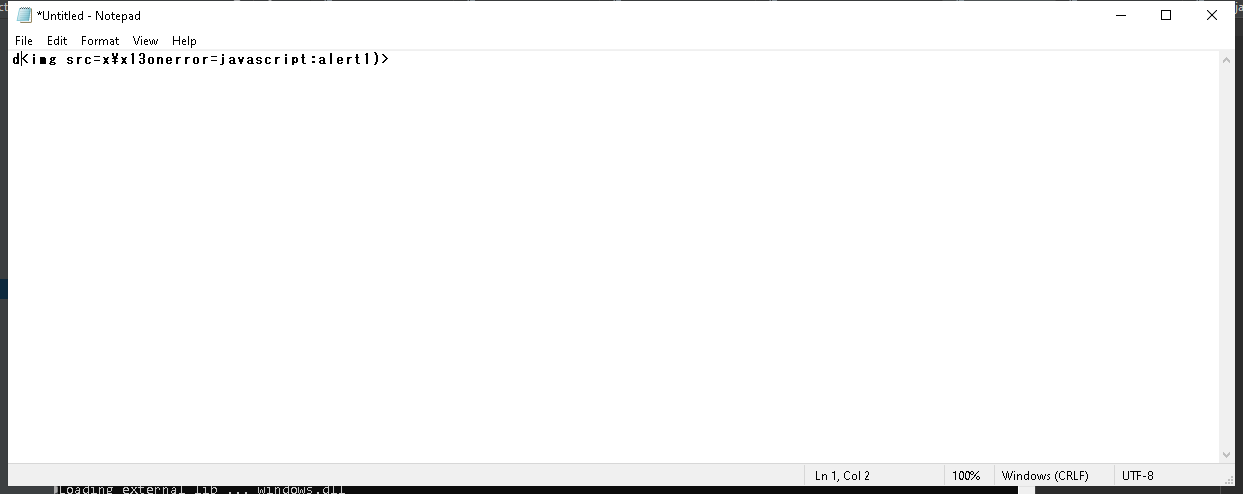 *Untitled - Notepad
File Edit Format View Help
d<img src=x¥x13onerror=javascript:alert1)>
Ln 1, Col 2 100% Windows (CRLF) UTF-8
Loading external lib ... windows.dll